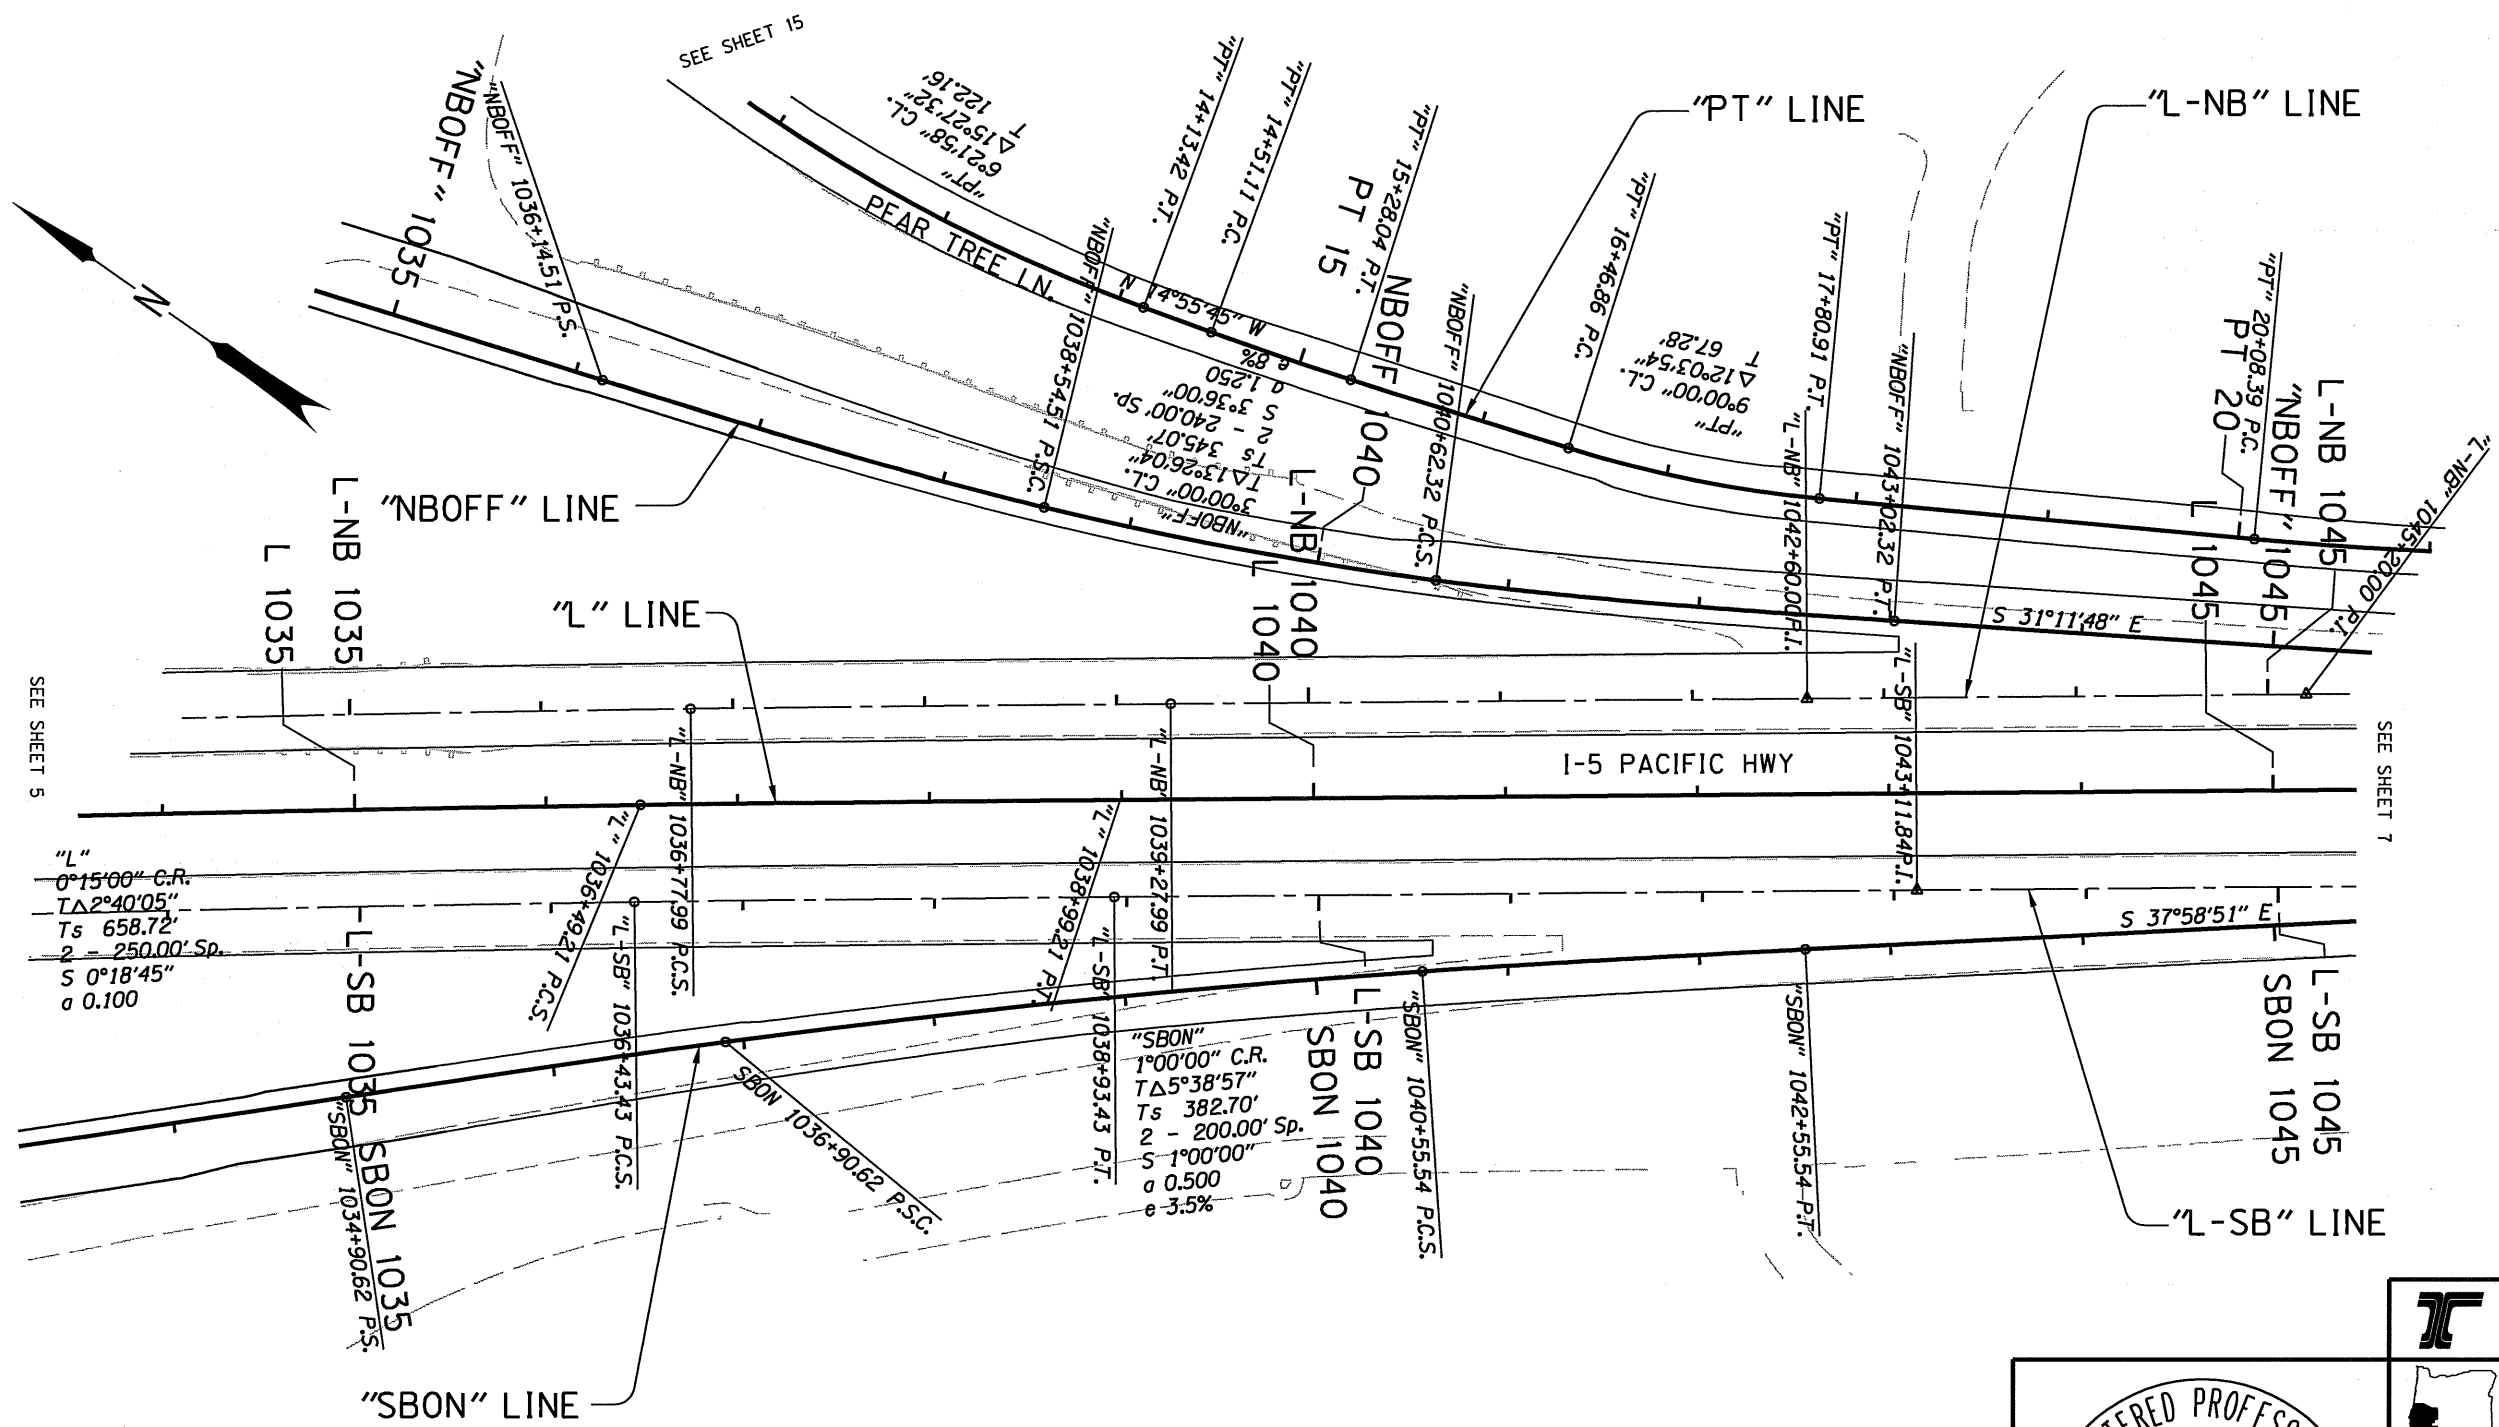 SEE SHEET 15
"PT" LINE
"L-NB" LINE
"PT"
6°21'58" C.L.
△15°27'32"
T 122.16'
"PT" 14+13.42 P.T.
"PT" 14+51.11 P.C.
"PT" 15+28.04 P.T.
PT 15
"PT" 16+46.86 P.C.
"PT" 17+80.91 P.T.
"PT" 20+08.39 P.C.
PT 20
PEAR TREE LN.
N 14°55'45" W
"PT"
9°00'00" C.L.
△12°03'54"
T 67.28'
"NBOFF" 1035
"NBOFF" 1036+14.51 P.S.
"NBOFF" 1038+54.51 P.S.C.
NBOFF 1040
"NBOFF" 1040+62.32 P.C.S.
"NBOFF" 1043+02.32 P.T.
"NBOFF" 1045
"NBOFF"
3°00'00" C.L.
T△13°26'04"
Ts 345.07'
2 - 240.00' Sp.
S 3°36'00"
a 1.250
e 8%
N
"NBOFF" LINE
S 31°11'48" E
L-NB 1035
L 1035
L-NB 1040
L 1040
L-NB 1045
L 1045
"L-NB" 1042+60.00 P.I.
"L-NB" 1045+20.00 P.I.
"L" LINE
SEE SHEET 5
SEE SHEET 7
I-5 PACIFIC HWY
"L-NB" 1036+77.99 P.C.S.
"L-NB" 1039+27.99 P.T.
"L-SB" 1043+11.84 P.I.
"L" 1036+49.21 P.C.S.
"L" 1038+99.21 P.T.
"L"
0°15'00" C.R.
T△2°40'05"
Ts 658.72'
2 - 250.00' Sp.
S 0°18'45"
a 0.100
"L-SB" 1036+43.43 P.C.S.
"L-SB" 1038+93.43 P.T.
L-SB 1035
SBON 1035
"SBON" 1034+90.62 P.S.
SBON 1036+90.62 P.S.C.
"SBON"
1°00'00" C.R.
T△5°38'57"
Ts 382.70'
2 - 200.00' Sp.
S 1°00'00"
a 0.500
e 3.5%
L-SB 1040
SBON 1040
"SBON" 1040+55.54 P.C.S.
"SBON" 1042+55.54 P.T.
S 37°58'51" E
L-SB 1045
SBON 1045
"L-SB" LINE
"SBON" LINE